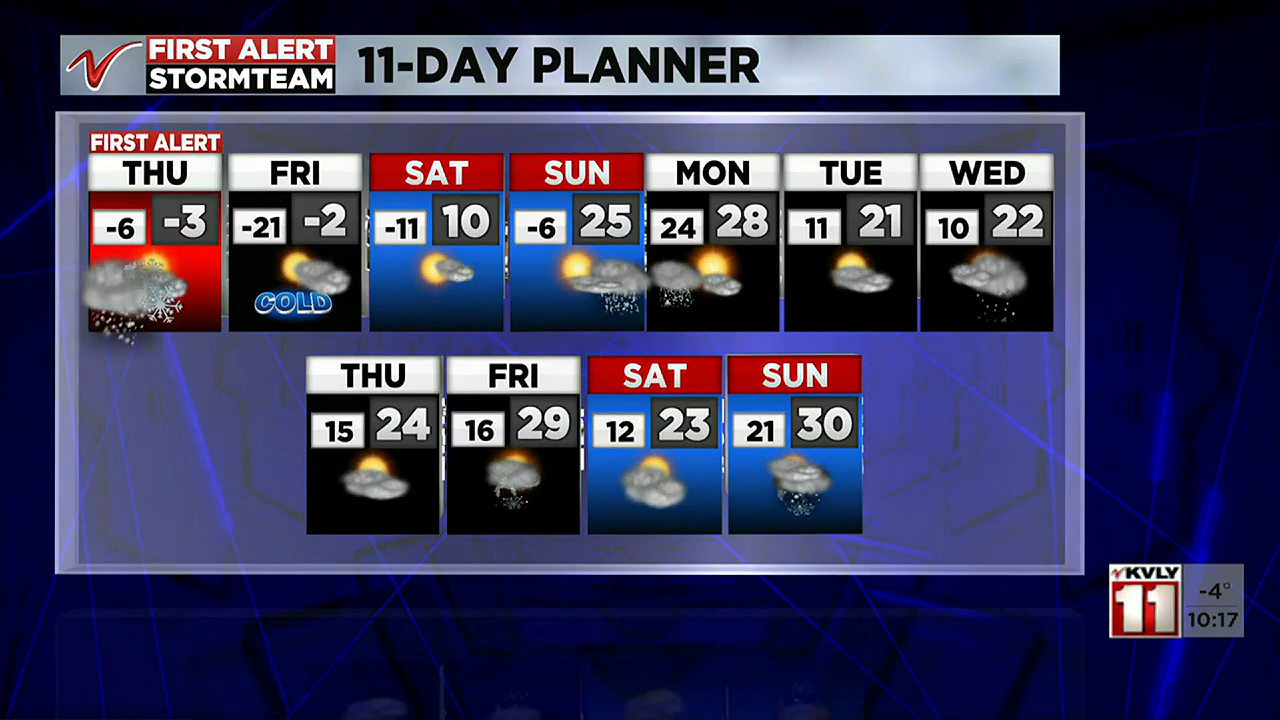 FIRST ALERT
STORMTEAM
11-DAY PLANNER
FIRST ALERT
THU FRI SAT SUN MON TUE WED
-6 -3 -21 -2 -11 10 -6 25 24 28 11 21 10 22
COLD
THU FRI SAT SUN
15 24 16 29 12 23 21 30
KVLY
11
-4°
10:17